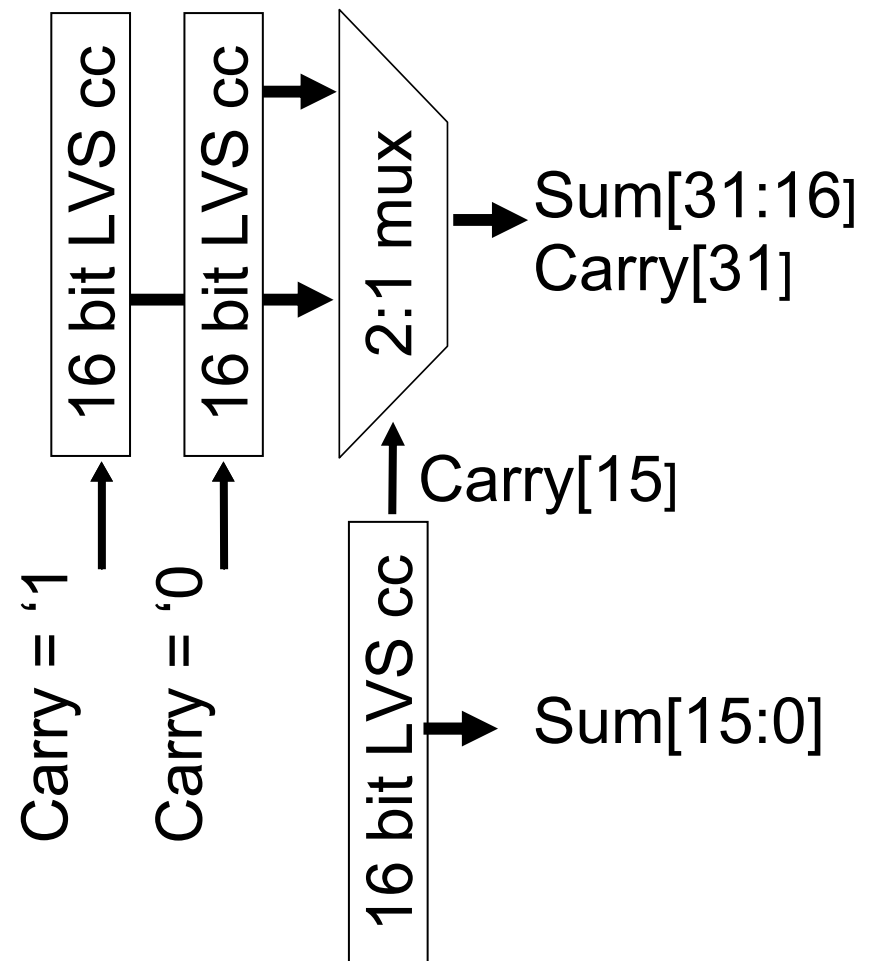 16 bit LVS cc
16 bit LVS cc
2:1 mux
Sum[31:16]
Carry[31]
Carry[15]
Carry = ‘1
Carry = ‘0
16 bit LVS cc
Sum[15:0]